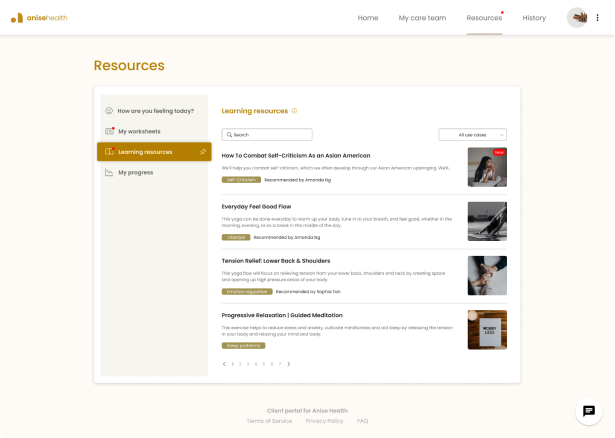 anisehealth
Home
My care team
Resources
History
Resources
How are you feeling today?
My worksheets
Learning resources
My progress
Learning resources
Search
All use cases
How To Combat Self-Criticism As an Asian American
We'll help you combat self-criticism, which we often develop through our Asian American upbringing. We'll...
Self-Criticism
Recommended by Amanda Ng
Everyday Feel Good Flow
This yoga can be done everyday to warm up your body, tune in to your breath and feel good, whether in the
morning, evening, or as a break in the middle of the day.
Lifestyle
Recommended by Amanda Ng
Tension Relief: Lower Back & Shoulders
This yoga flow will focus on relieving tension from your lower back, shoulders and neck by creating space
and opening up high pressure areas of your body.
Emotion regulation
Recommended by Sophia Tan
Progressive Relaxation | Guided Meditation
This exercise helps to reduce stress and anxiety, cultivate mindfulness and aid sleep by releasing the tension
in your body and relaxing your mind and body.
Sleep problems
WORRY
LESS
1 2 3 4 5 6 7
Client portal for Anise Health
Terms of Service
Privacy Policy
FAQ